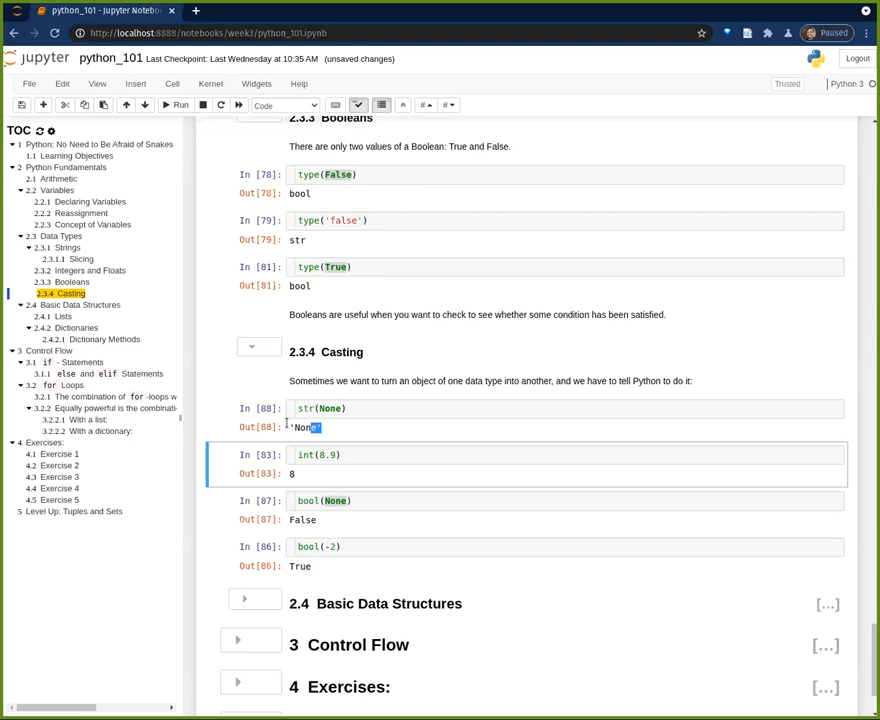 python_101 - Jupyter Notebo
Paused
http://localhost:8888/notebooks/week3/python_101.ipynb
jupyter python_101 Last Checkpoint: Last Wednesday at 10:35 AM (unsaved changes)
Logout
File Edit View Insert Cell Kernel Widgets Help
Trusted
Python 3
Run
Code
TOC
1 Python: No Need to Be Afraid of Snakes
1.1 Learning Objectives
2 Python Fundamentals
2.1 Arithmetic
2.2 Variables
2.2.1 Declaring Variables
2.2.2 Reassignment
2.2.3 Concept of Variables
2.3 Data Types
2.3.1 Strings
2.3.1.1 Slicing
2.3.2 Integers and Floats
2.3.3 Booleans
2.3.4 Casting
2.4 Basic Data Structures
2.4.1 Lists
2.4.2 Dictionaries
2.4.2.1 Dictionary Methods
3 Control Flow
3.1 if - Statements
3.1.1 else and elif Statements
3.2 for Loops
3.2.1 The combination of for -loops w
3.2.2 Equally powerful is the combinati
3.2.2.1 With a list:
3.2.2.2 With a dictionary:
4 Exercises:
4.1 Exercise 1
4.2 Exercise 2
4.3 Exercise 3
4.4 Exercise 4
4.5 Exercise 5
5 Level Up: Tuples and Sets
2.3.3 Booleans
There are only two values of a Boolean: True and False.
In [78]: type(False)
Out[78]: bool
In [79]: type('false')
Out[79]: str
In [81]: type(True)
Out[81]: bool
Booleans are useful when you want to check to see whether some condition has been satisfied.
2.3.4 Casting
Sometimes we want to turn an object of one data type into another, and we have to tell Python to do it:
In [88]: str(None)
Out[88]: 'None'
In [83]: int(8.9)
Out[83]: 8
In [87]: bool(None)
Out[87]: False
In [86]: bool(-2)
Out[86]: True
2.4 Basic Data Structures [...]
3 Control Flow [...]
4 Exercises: [...]